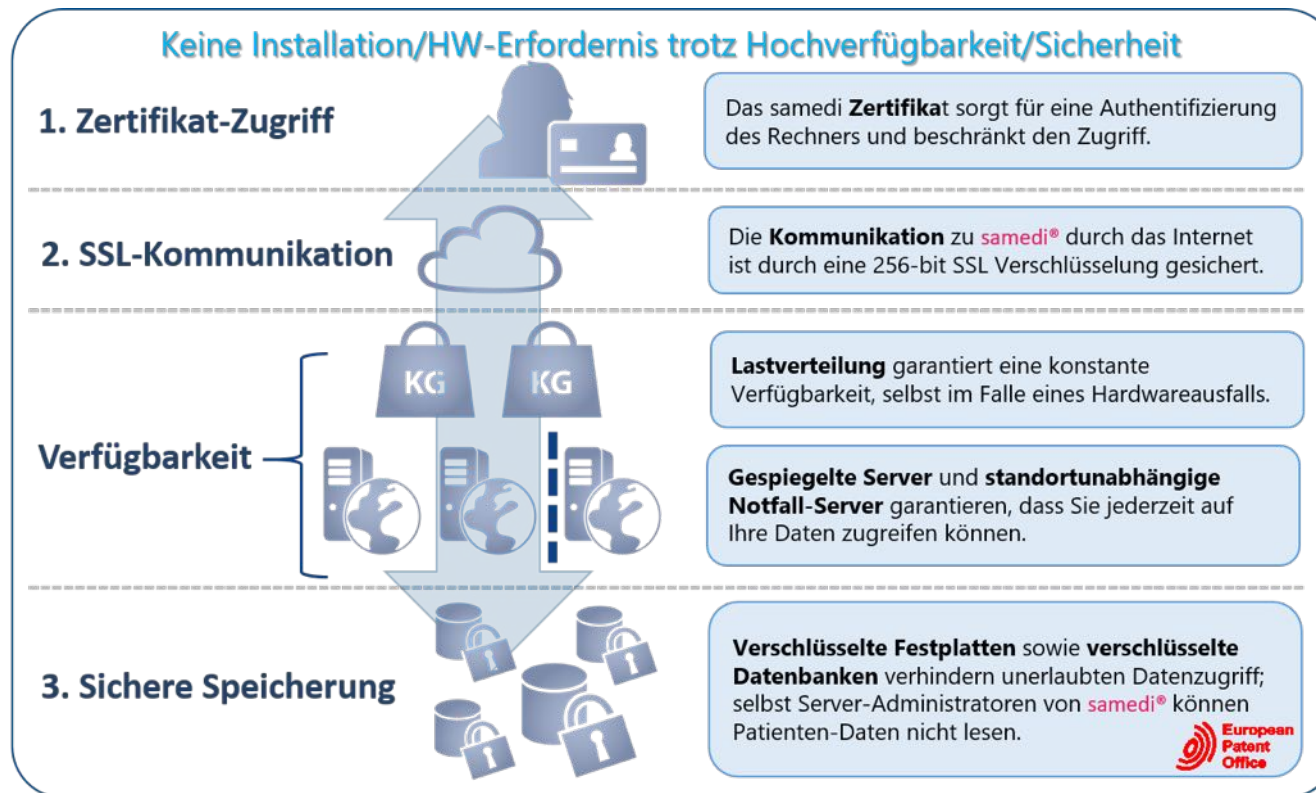 Keine Installation/HW-Erfordernis trotz Hochverfügbarkeit/Sicherheit
1. Zertifikat-Zugriff
Das samedi Zertifikat sorgt für eine Authentifizierung
des Rechners und beschränkt den Zugriff.
2. SSL-Kommunikation
Die Kommunikation zu samedi® durch das Internet
ist durch eine 256-bit SSL Verschlüsselung gesichert.
KG
KG
Lastverteilung garantiert eine konstante
Verfügbarkeit, selbst im Falle eines Hardwareausfalls.
Verfügbarkeit
Gespiegelte Server und standortunabhängige
Notfall-Server garantieren, dass Sie jederzeit auf
Ihre Daten zugreifen können.
3. Sichere Speicherung
Verschlüsselte Festplatten sowie verschlüsselte
Datenbanken verhindern unerlaubten Datenzugriff;
selbst Server-Administratoren von samedi® können
Patienten-Daten nicht lesen.
European
Patent
Office